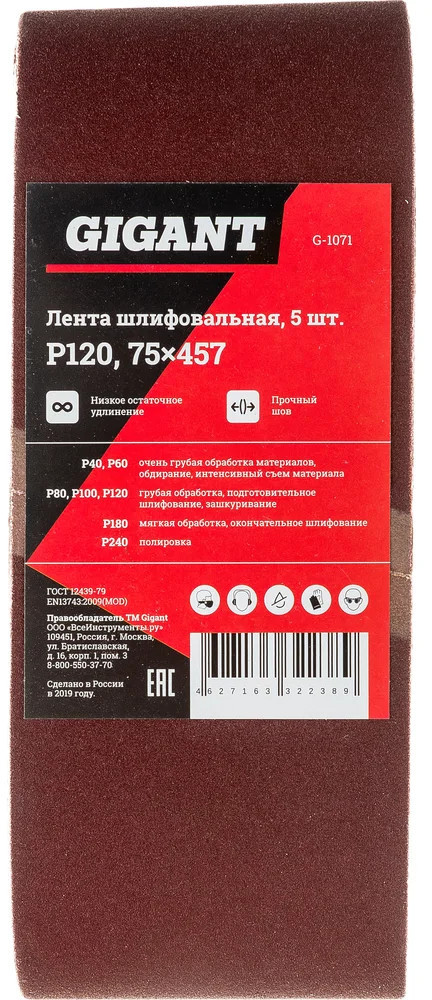 GIGANT
G-1071
Лента шлифовальная, 5 шт.
P120, 75×457
Низкое остаточное
удлинение
Прочный
шов
P40, P60 очень грубая обработка материалов,
обдирание, интенсивный съем материала
P80, P100, P120 грубая обработка, подготовительное
шлифование, зашкуривание
P180 мягкая обработка, окончательное шлифование
P240 полировка
ГОСТ 12439-79
EN13743:2009(MOD)
Правообладатель ТМ Gigant
ООО «ВсеИнструменты.ру»
109451, Россия, г. Москва,
ул. Братиславская,
д. 16, корп. 1, пом. 3
8-800-550-37-70
Сделано в России
в 2019 году.
EAC
4627163322389